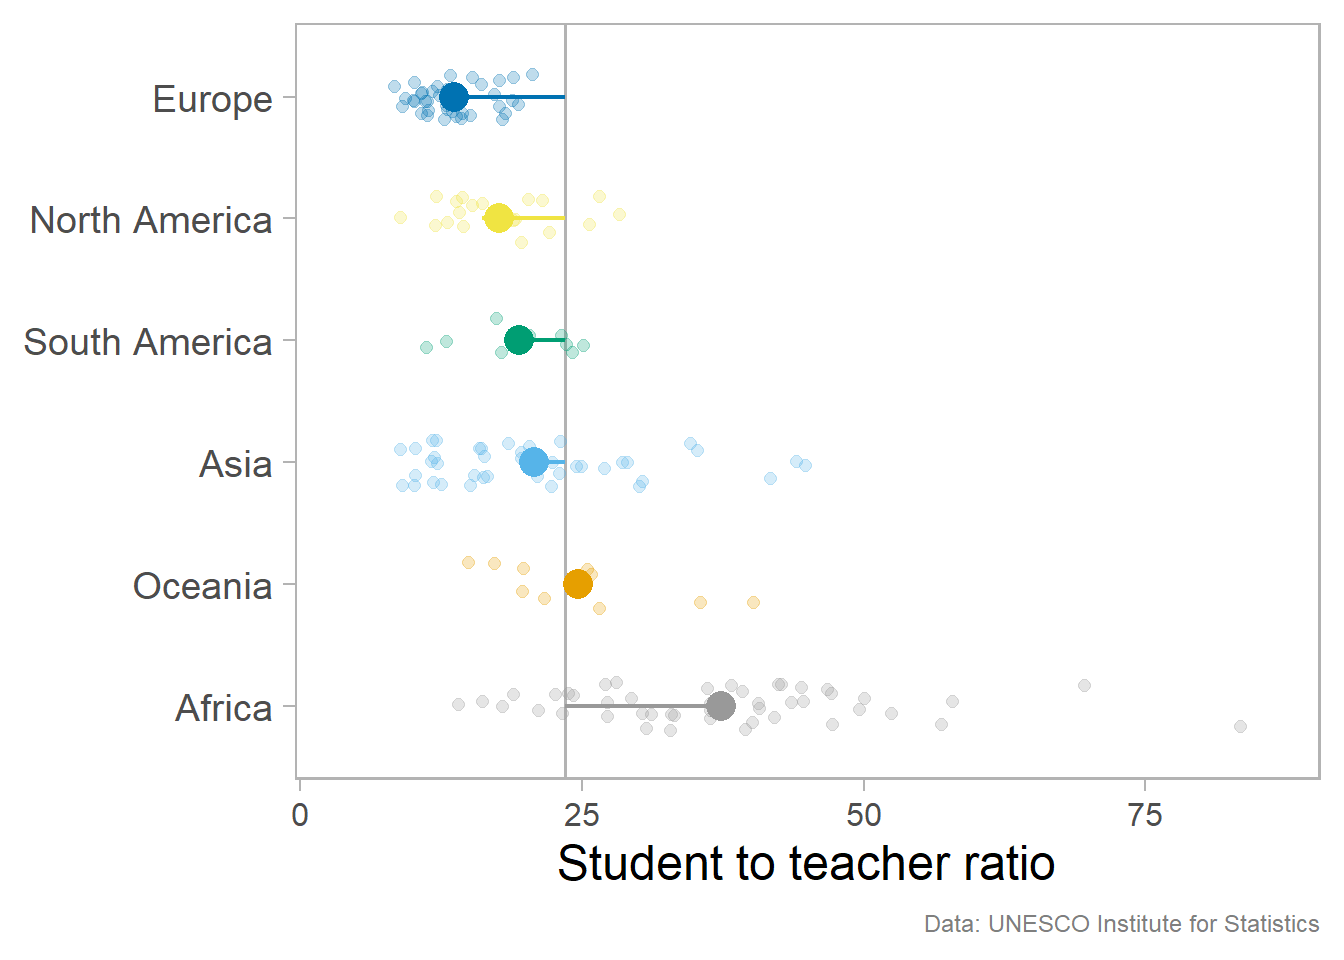 Europe
North America
South America
Asia
Oceania
Africa
0 25 50 75
Student to teacher ratio
Data: UNESCO Institute for Statistics